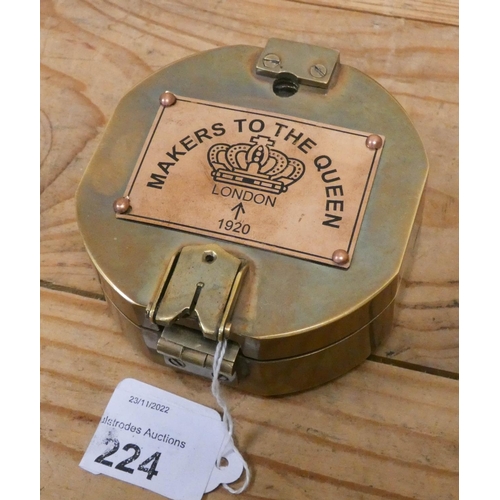 MAKERS TO THE QUEEN
LONDON
1920
23/11/2022
Auctions
224